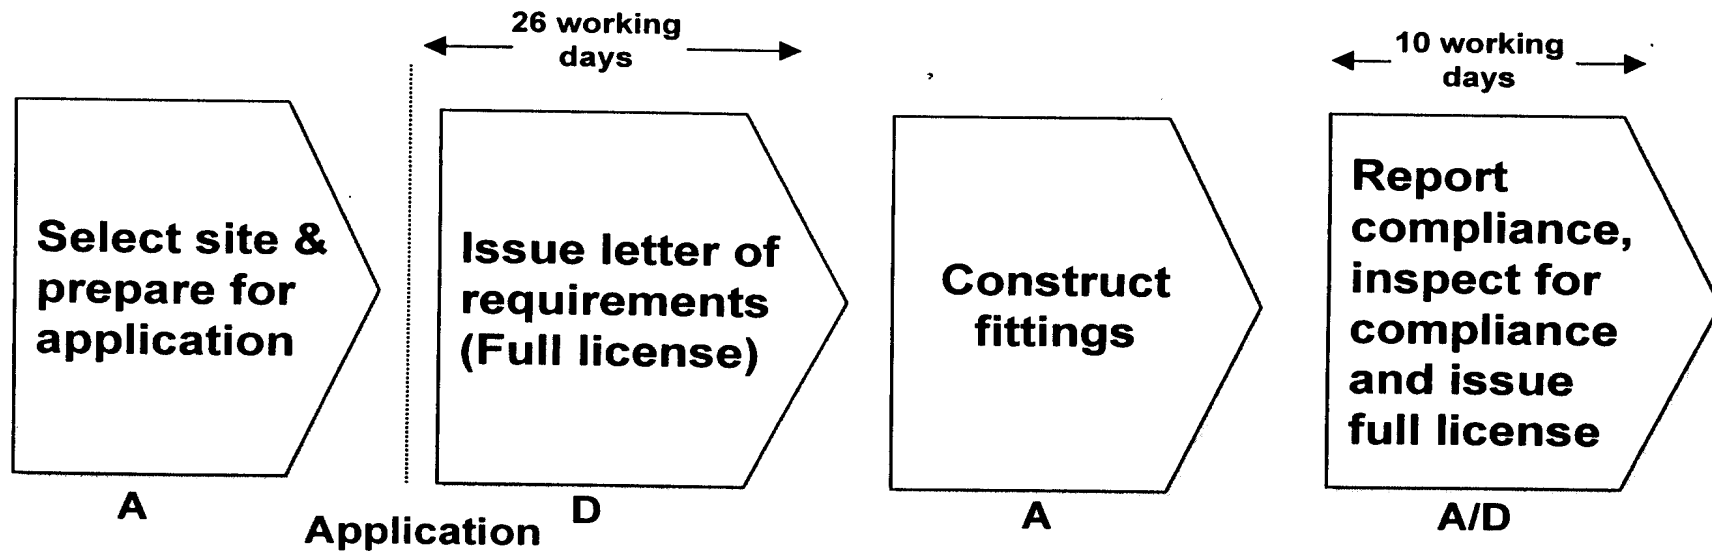 26 working
days
10 working
days
Select site &
prepare for
application
Issue letter of
requirements
(Full license)
Construct
fittings
Report
compliance,
inspect for
compliance
and issue
full license
A
Application
D
A
A/D